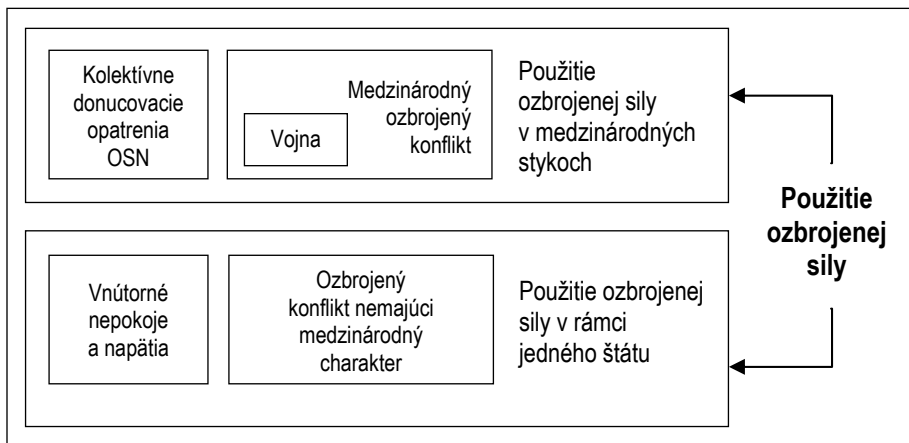 Kolektívne
donucovacie
opatrenia
OSN
Medzinárodný
ozbrojený
konflikt
Vojna
Použitie
ozbrojenej sily
v medzinárodných
stykoch
Vnútorné
nepokoje
a napätia
Ozbrojený
konflikt nemajúci
medzinárodný
charakter
Použitie ozbrojenej
sily v rámci
jedného štátu
Použitie
ozbrojenej
sily